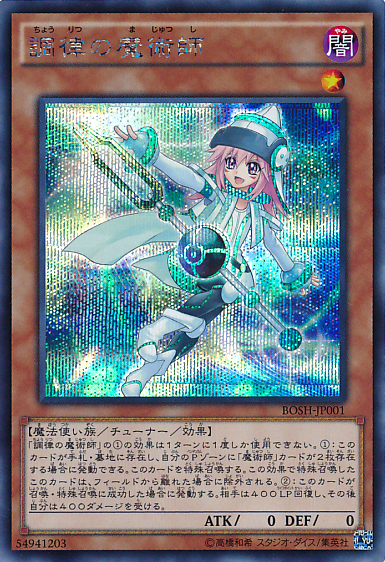 ちょう りつ ま じゅつ し
調律の魔術師
やみ
闇
BOSH-JP001
【魔法使い族／チューナー／効果】
「調律の魔術師」の①の効果は１ターンに１度しか使用できない。①：この
カードが手札・墓地に存在し、自分のＰゾーンに「魔術師」カードが２枚存在
する場合に発動できる。このカードを特殊召喚する。この効果で特殊召喚した
このカードは、フィールドから離れた場合に除外される。②：このカードが
召喚・特殊召喚に成功した場合に発動する。相手は４００ＬＰ回復し、その後
自分は４００ダメージを受ける。
ATK/ 0 DEF/ 0
54941203
©高橋和希 スタジオ・ダイス/集英社